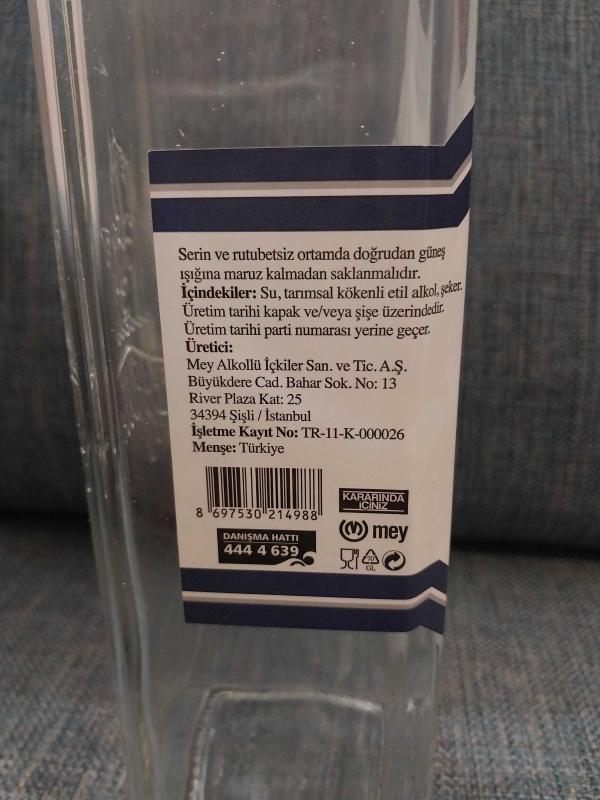 Serin ve rutubetsiz ortamda doğrudan güneş
ışığına maruz kalmadan saklanmalıdır.
İçindekiler: Su, tarımsal kökenli etil alkol, şeker.
Üretim tarihi kapak ve/veya şişe üzerindedir.
Üretim tarihi parti numarası yerine geçer.
Üretici:
Mey Alkollü İçkiler San. ve Tic. A.Ş.
Büyükdere Cad. Bahar Sok. No: 13
River Plaza Kat: 25
34394 Şişli / İstanbul
İşletme Kayıt No: TR-11-K-000026
Menşe: Türkiye
8 697530 214988
KARARINDA
İÇİNİZ
mey
DANIŞMA HATTI
444 4 639
70
GL